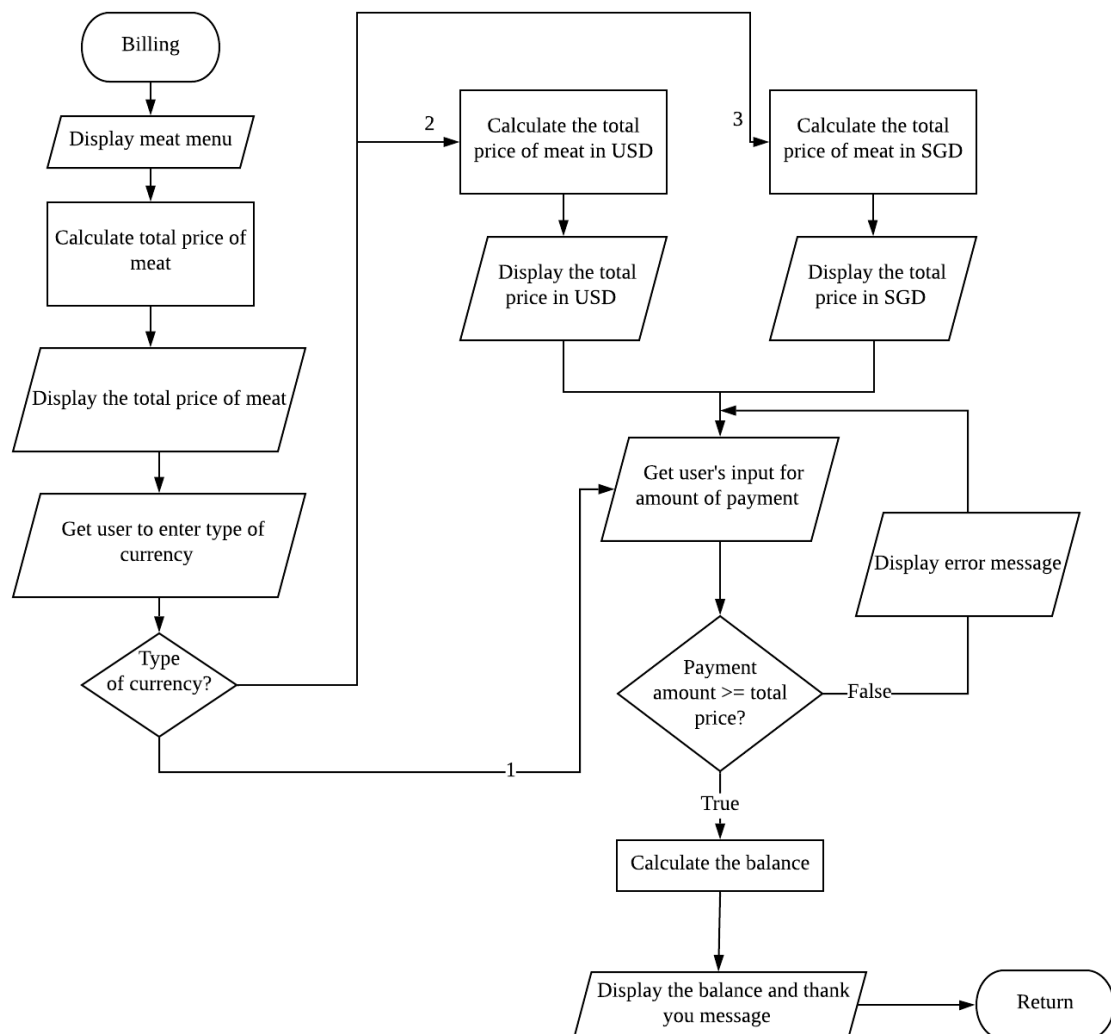 Billing
Display meat menu
Calculate total price of
meat
Display the total price of meat
Get user to enter type of
currency
Type
of currency?
1
2
Calculate the total
price of meat in USD
Display the total
price in USD
3
Calculate the total
price of meat in SGD
Display the total
price in SGD
Get user's input for
amount of payment
Payment
amount >= total
price?
False
Display error message
True
Calculate the balance
Display the balance and thank
you message
Return